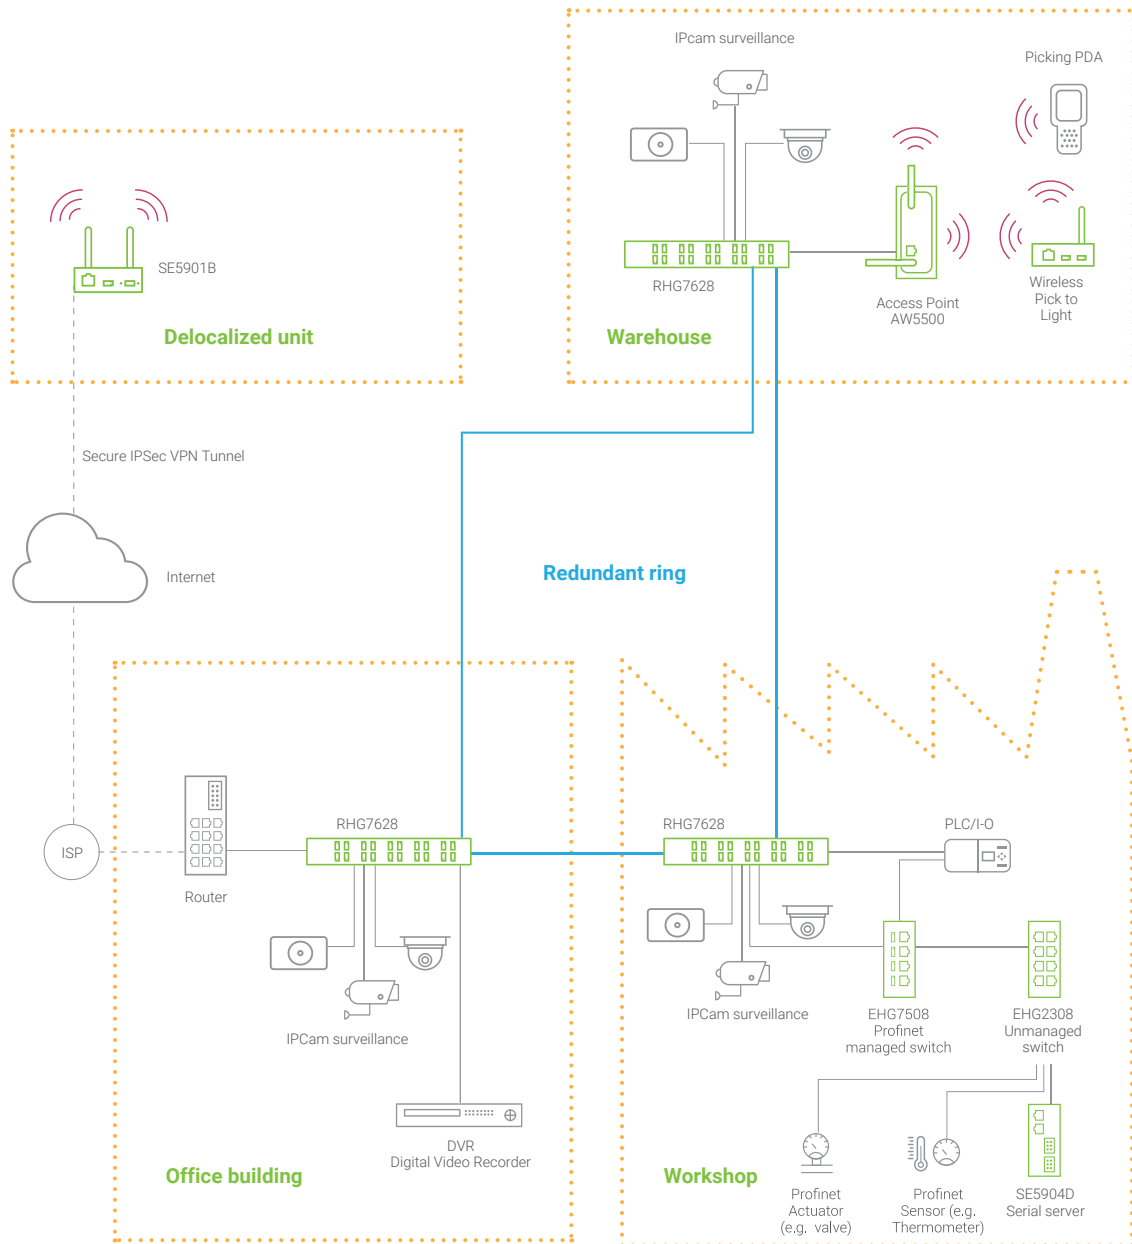 IPcam surveillance
Picking PDA
SE5901B
RHG7628
Access Point
AW5500
Wireless
Pick to
Light
Delocalized unit
Warehouse
Secure IPSec VPN Tunnel
Internet
Redundant ring
RHG7628
RHG7628
PLC/I-O
ISP
Router
IPCam surveillance
IPCam surveillance
EHG7508
Profinet
managed switch
EHG2308
Unmanaged
switch
DVR
Digital Video Recorder
Office building
Workshop
Profinet
Actuator
(e.g. valve)
Profinet
Sensor (e.g.
Thermometer)
SE5904D
Serial server